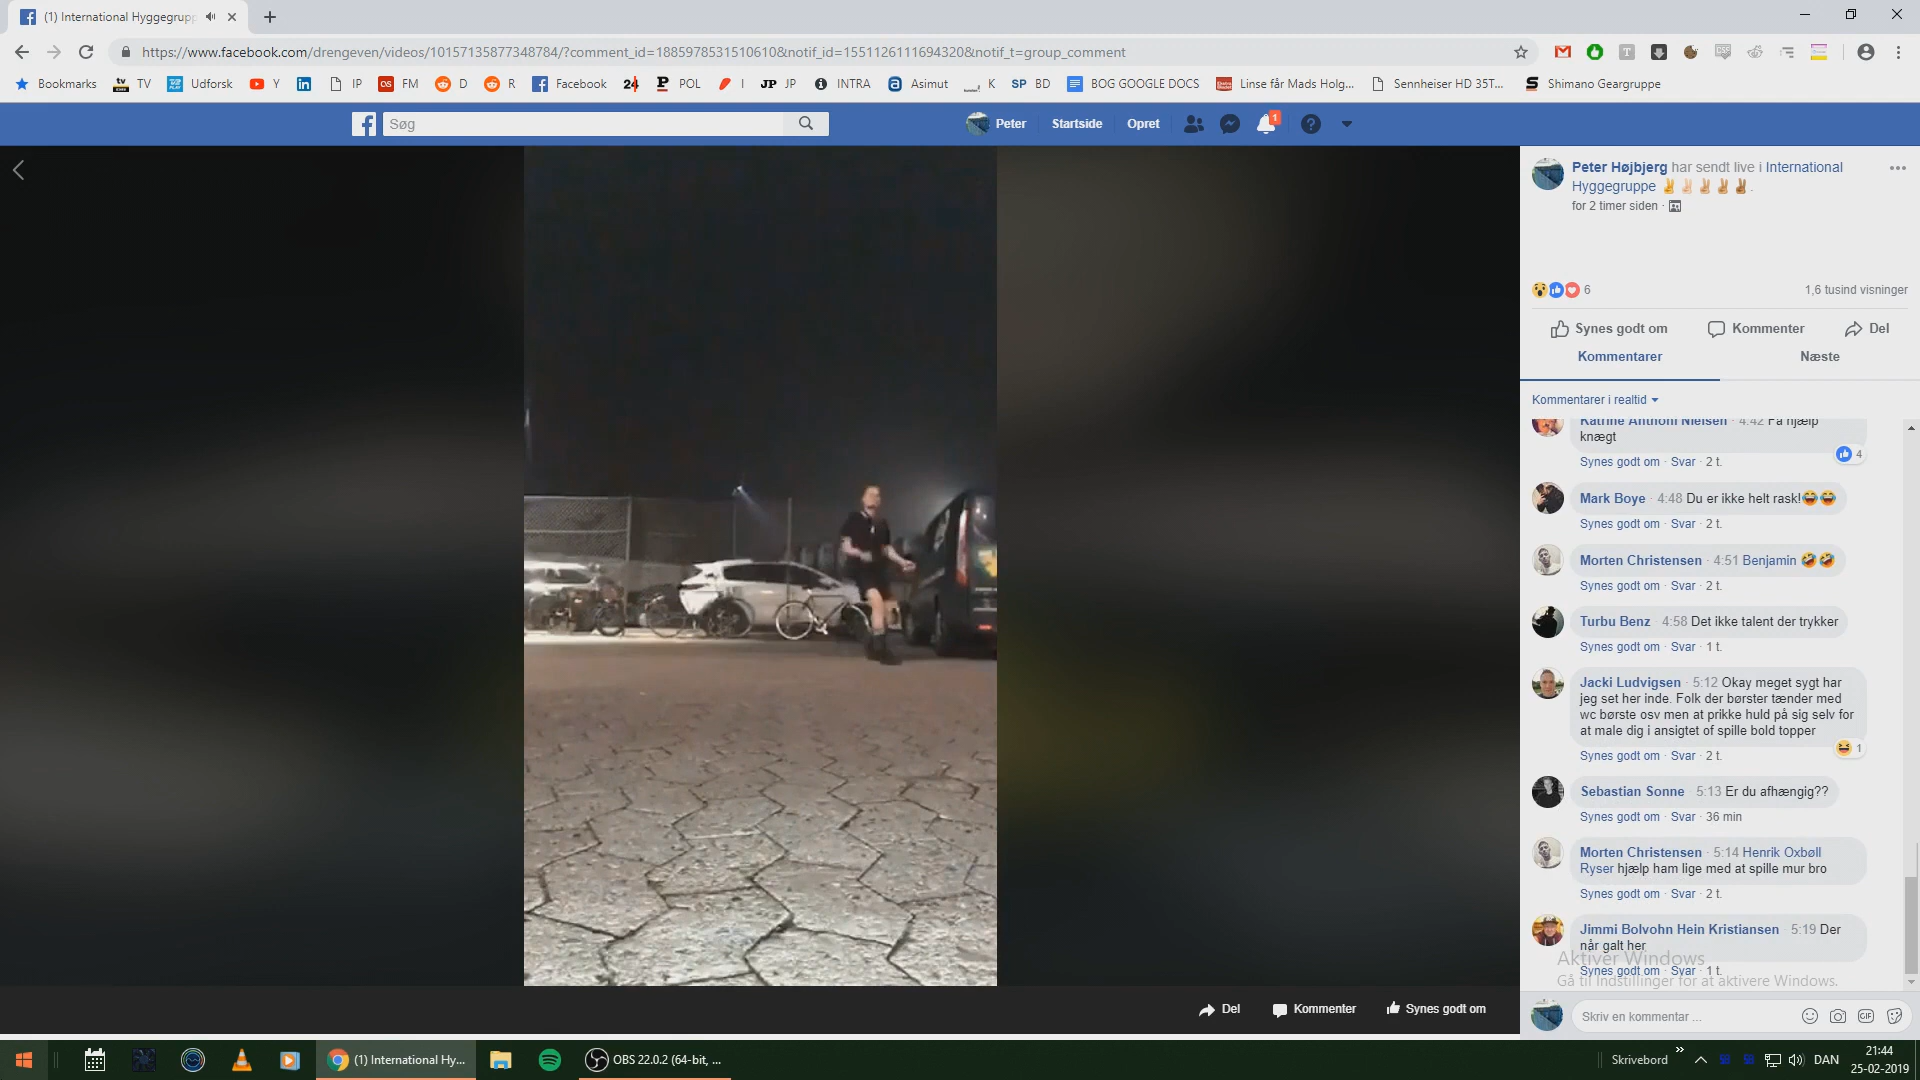 (1) International Hyggegrupp
https://www.facebook.com/drengeven/videos/10157135877348784/?comment_id=1885978531510610&notif_id=1551126111694320&notif_t=group_comment
Bookmarks TV Udforsk Y IP FM D R Facebook 24 POL I JP JP INTRA Asimut K SP BD BOG GOOGLE DOCS Linse får Mads Holg... Sennheiser HD 35T... Shimano Geargruppe
Søg Peter Startside Opret 1
Peter Højbjerg har sendt live i International
Hyggegruppe ✌️✌🏻✌🏼✌🏽✌🏾.
for 2 timer siden ·
6 1,6 tusind visninger
Synes godt om Kommenter Del
Kommentarer Næste
Kommentarer i realtid
Katrine Anthoni Nielsen · 4:42 Få hjælp
knægt
4
Synes godt om · Svar · 2 t.
Mark Boye · 4:48 Du er ikke helt rask!😂😂
Synes godt om · Svar · 2 t.
Morten Christensen · 4:51 Benjamin 🤣🤣
Synes godt om · Svar · 2 t.
Turbu Benz · 4:58 Det ikke talent der trykker
Synes godt om · Svar · 1 t.
Jacki Ludvigsen · 5:12 Okay meget sygt har
jeg set her inde. Folk der børster tænder med
wc børste osv men at prikke huld på sig selv for
at male dig i ansigtet of spille bold topper
1
Synes godt om · Svar · 2 t.
Sebastian Sonne · 5:13 Er du afhængig??
Synes godt om · Svar · 36 min
Morten Christensen · 5:14 Henrik Oxbøll
Ryser hjælp ham lige med at spille mur bro
Synes godt om · Svar · 2 t.
Jimmi Bolvohn Hein Kristiansen · 5:19 Der
når galt her
Aktiver Windows
Synes godt om · Svar · 1 t.
Gå til Indstillinger for at aktivere Windows.
Del Kommenter Synes godt om
Skriv en kommentar ...
GIF
(1) International Hy... OBS 22.0.2 (64-bit, ... Skrivebord DAN
21:44
25-02-2019